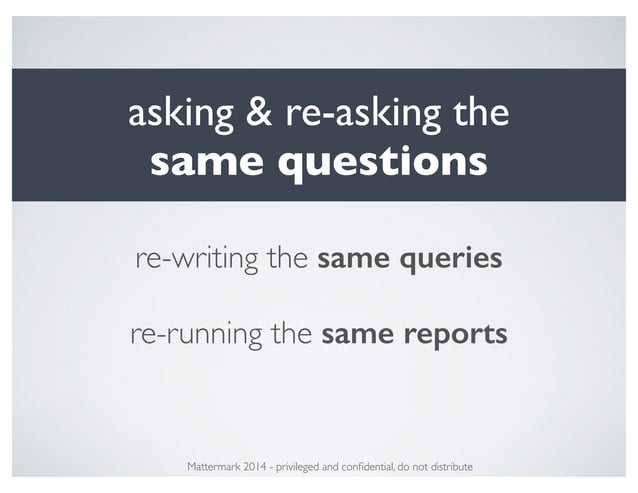 asking & re-asking the
same questions
re-writing the same queries
re-running the same reports
Mattermark 2014 - privileged and confidential, do not distribute